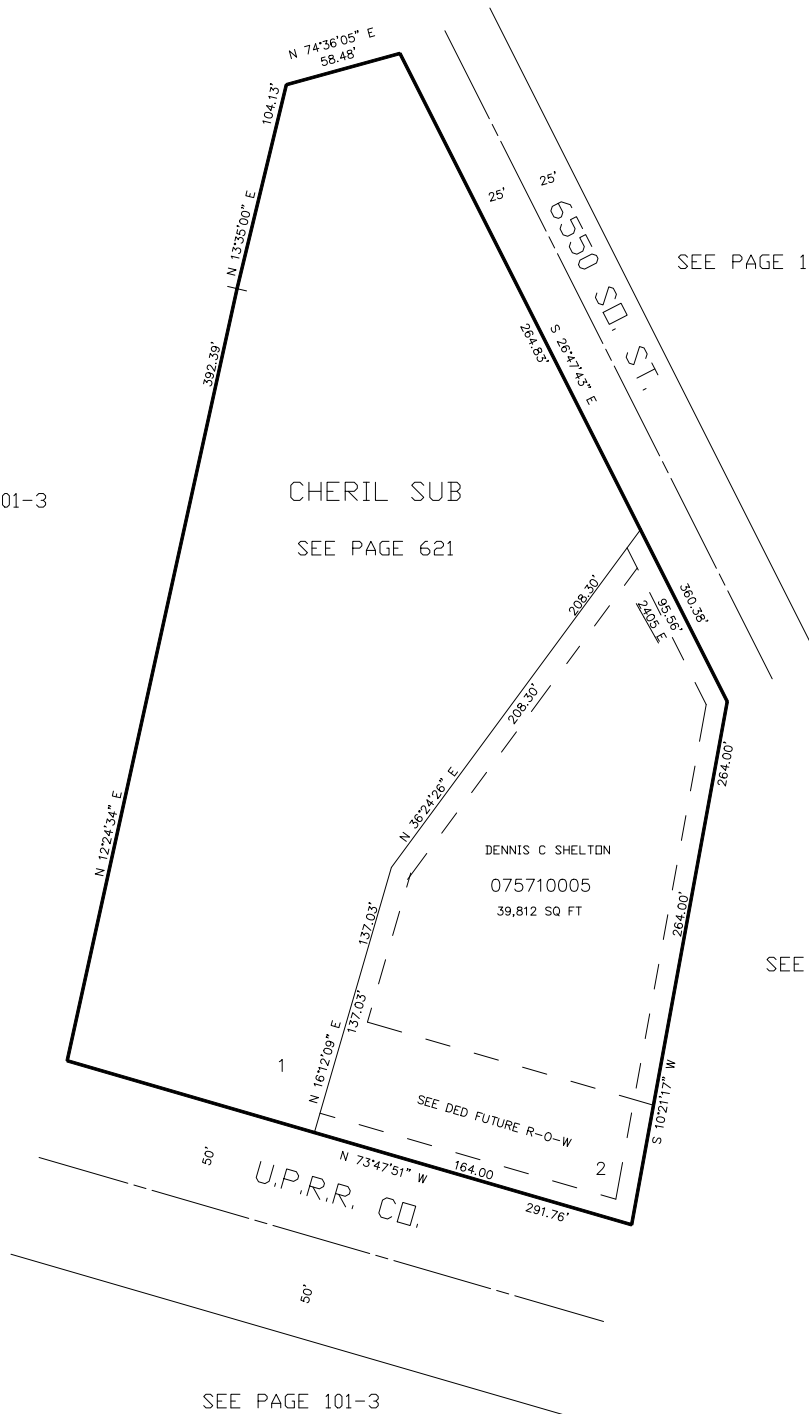 N 74°36'05" E
58.48'
104.13'
N 13°35'00" E
25'
25'
6550 SO. ST.
SEE PAGE 1
392.39'
264.83'
S 26°47'43" E
CHERIL SUB
01-3
SEE PAGE 621
208.30'
95.56'
2405 E
360.38'
208.30'
264.00'
N 36°24'26" E
N 12°24'34" E
DENNIS C SHELTON
075710005
39,812 SQ FT
137.03'
264.00'
SEE
137.03'
1
N 16°12'09" E
SEE DED FUTURE R-O-W
S 10°21'17" W
2
50'
N 73°47'51" W
164.00
U.P.R.R. CO.
291.76'
50'
SEE PAGE 101-3